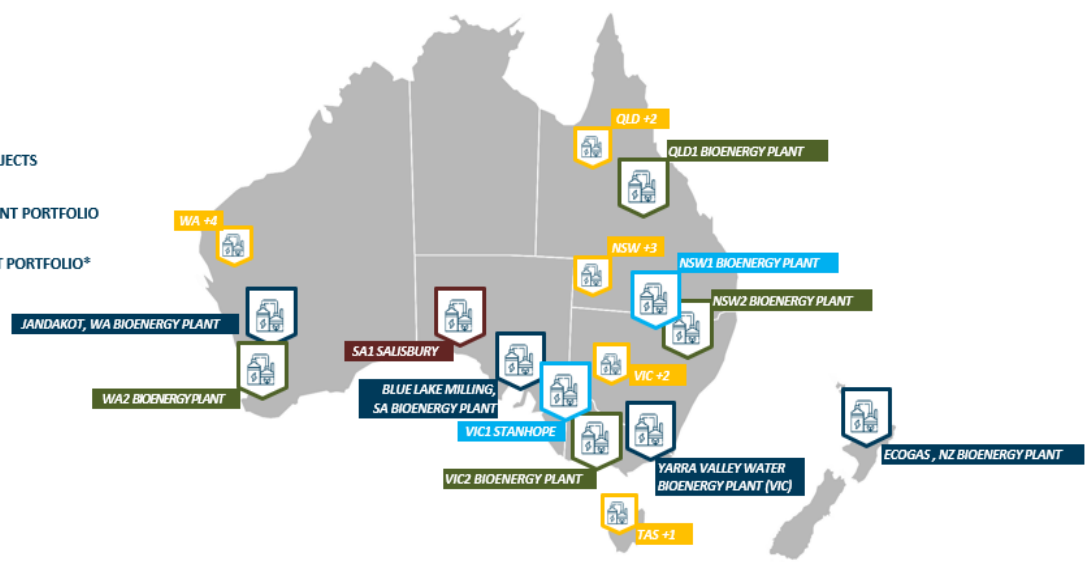 JECTS
NT PORTFOLIO
T PORTFOLIO*
QLD +2
QLD1 BIOENERGY PLANT
WA +4
NSW +3
NSW1 BIOENERGY PLANT
NSW2 BIOENERGY PLANT
JANDAKOT, WA BIOENERGY PLANT
SA1 SALISBURY
VIC +2
BLUE LAKE MILLING,
SA BIOENERGY PLANT
WA2 BIOENERGY PLANT
VIC1 STANHOPE
ECOGAS , NZ BIOENERGY PLANT
VIC2 BIOENERGY PLANT
YARRA VALLEY WATER
BIOENERGY PLANT (VIC)
TAS +1